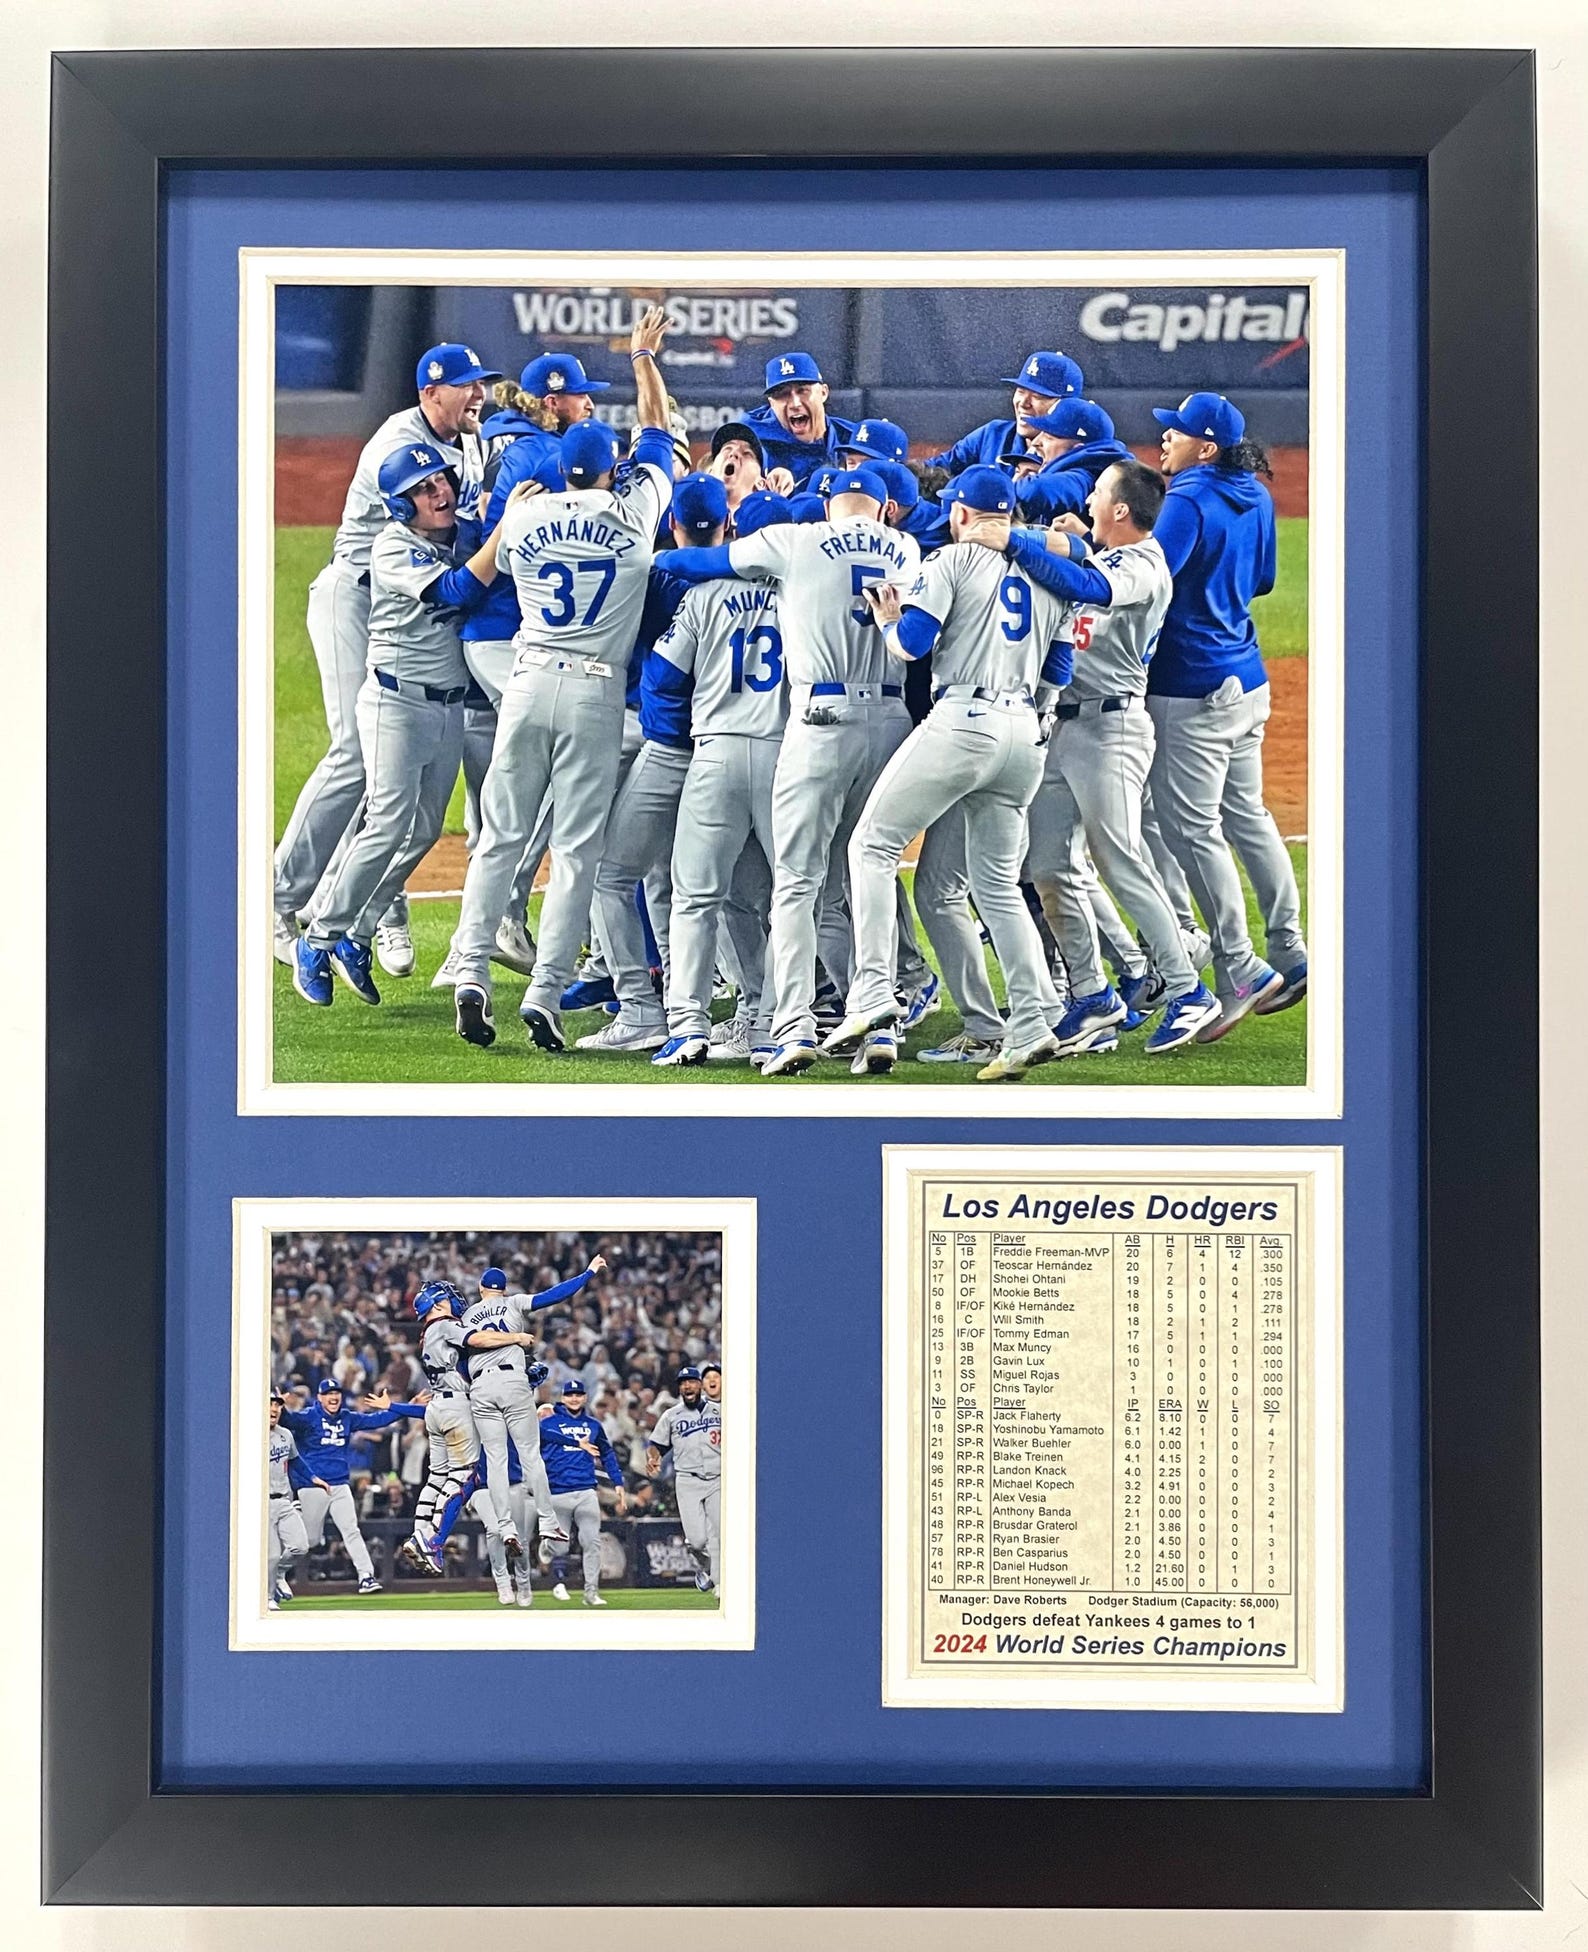 WORLD SERIES
Capital
Capital
LA
HERNÁNDEZ
37
FREEMAN
5
MUNC
13
9
25
BUEHLER
WORLD
Dodgers
Los Angeles Dodgers
No Pos Player AB H HR RBI Avg.
5 1B Freddie Freeman-MVP 20 6 4 12 .300
37 OF Teoscar Hernández 20 7 1 4 .350
17 DH Shohei Ohtani 19 2 0 0 .105
50 OF Mookie Betts 18 5 0 4 .278
8 IF/OF Kiké Hernández 18 5 0 1 .278
16 C Will Smith 18 2 1 2 .111
25 IF/OF Tommy Edman 17 5 1 1 .294
13 3B Max Muncy 16 0 0 0 .000
9 2B Gavin Lux 10 1 0 1 .100
11 SS Miguel Rojas 3 0 0 0 .000
3 OF Chris Taylor 1 0 0 0 .000
No Pos Player IP ERA W L SO
0 SP-R Jack Flaherty 6.2 8.10 0 0 7
18 SP-R Yoshinobu Yamamoto 6.1 1.42 1 0 4
21 SP-R Walker Buehler 6.0 0.00 1 0 7
49 RP-R Blake Treinen 4.1 4.15 2 0 7
96 RP-R Landon Knack 4.0 2.25 0 0 2
45 RP-R Michael Kopech 3.2 4.91 0 0 3
51 RP-L Alex Vesia 2.2 0.00 0 0 2
43 RP-L Anthony Banda 2.1 0.00 0 0 4
48 RP-R Brusdar Graterol 2.1 3.86 0 0 1
57 RP-R Ryan Brasier 2.0 4.50 0 0 3
78 RP-R Ben Casparius 2.0 4.50 0 0 1
41 RP-R Daniel Hudson 1.2 21.60 0 1 3
40 RP-R Brent Honeywell Jr. 1.0 45.00 0 0 0
Manager: Dave Roberts Dodger Stadium (Capacity: 56,000)
Dodgers defeat Yankees 4 games to 1
2024 World Series Champions